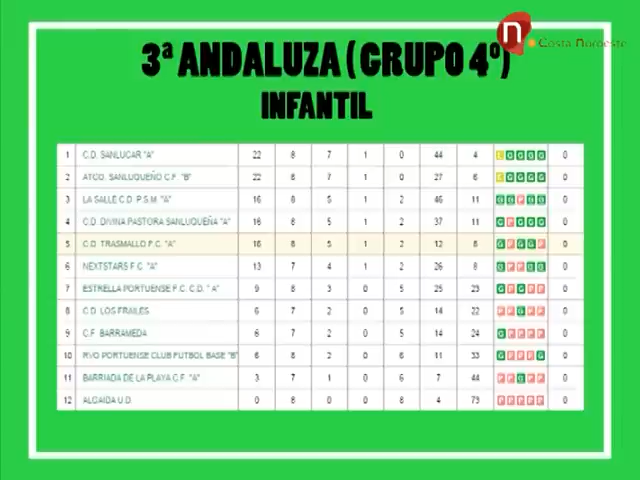 n Costa Noroeste
3ª ANDALUZA (GRUPO 4º)
INFANTIL
1 C.D. SANLUCAR "A" 22 8 7 1 0 44 4 E G G G G 0
2 ATCO. SANLUQUEÑO C.F. "B" 22 8 7 1 0 27 6 E G G G G 0
3 LA SALLE C.D. P.S.M. "A" 16 8 5 1 2 46 11 G G P G G 0
4 C.D. DIVINA PASTORA SANLUQUEÑA "A" 16 8 5 1 2 37 11 G P G G G 0
5 C.D. TRASMALLO F.C. "A" 16 8 5 1 2 12 8 G P G G P 0
6 NEXTSTARS F.C. "A" 13 7 4 1 2 26 8 G P P G G 0
7 ESTRELLA PORTUENSE F.C. C.D. "A" 9 8 3 0 5 25 23 G P G P P 0
8 C.D. LOS FRAILES 6 7 2 0 5 14 22 P P G P P 0
9 C.F. BARRAMEDA 6 7 2 0 5 14 24 G P P P P 0
10 RVO PORTUENSE CLUB FUTBOL BASE "B" 6 8 2 0 6 11 33 G P P P G 0
11 BARRIADA DE LA PLAYA C.F. "A" 3 7 1 0 6 7 44 P P G P P 0
12 ALGAIDA U.D. 0 8 0 0 8 4 73 P P P P P 0